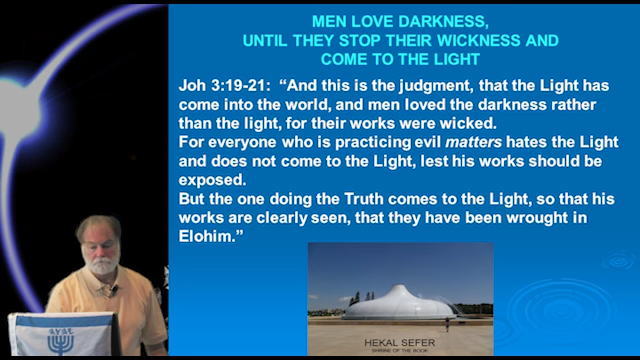 MEN LOVE DARKNESS,
UNTIL THEY STOP THEIR WICKNESS AND
COME TO THE LIGHT
Joh 3:19-21: “And this is the judgment, that the Light has
come into the world, and men loved the darkness rather
than the light, for their works were wicked.
For everyone who is practicing evil matters hates the Light
and does not come to the Light, lest his works should be
exposed.
But the one doing the Truth comes to the Light, so that his
works are clearly seen, that they have been wrought in
Elohim.”
HEKAL SEFER
SHRINE OF THE BOOK